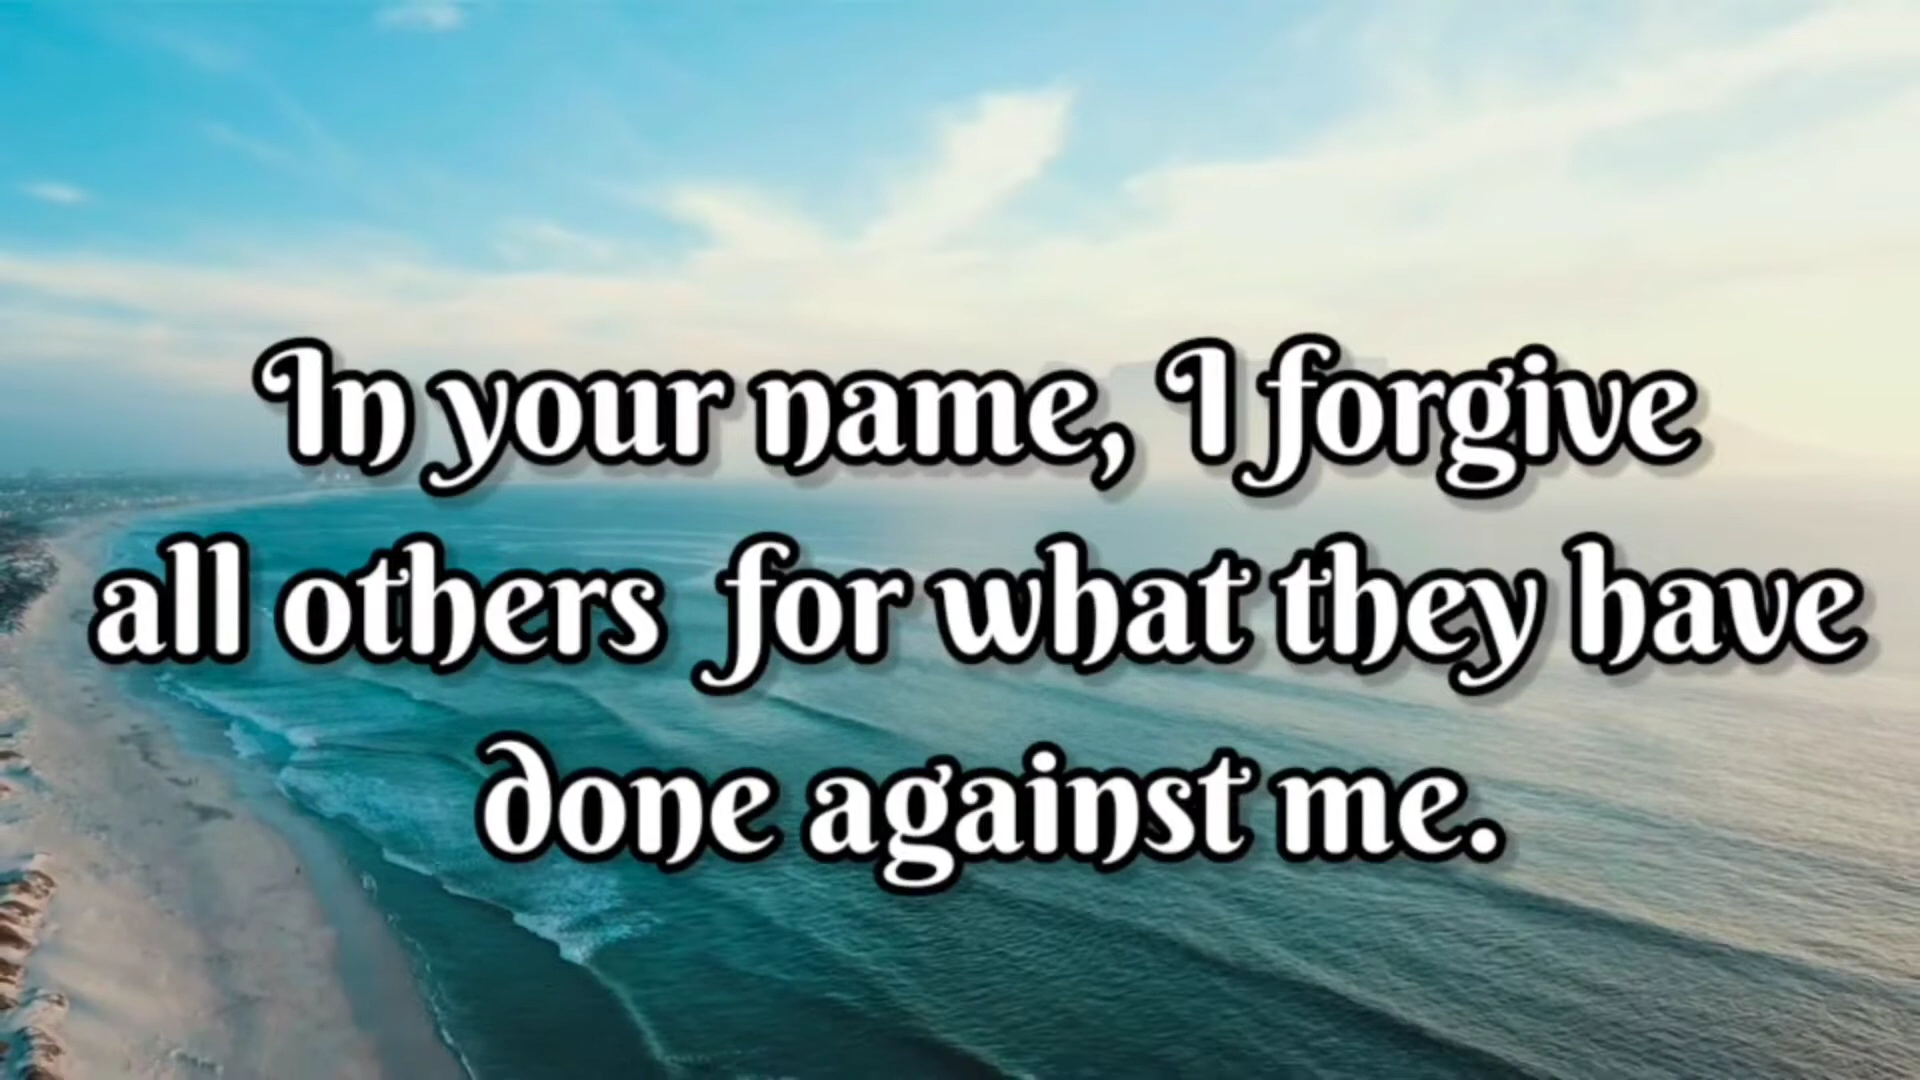 In your name, I forgive
all others for what they have
done against me.